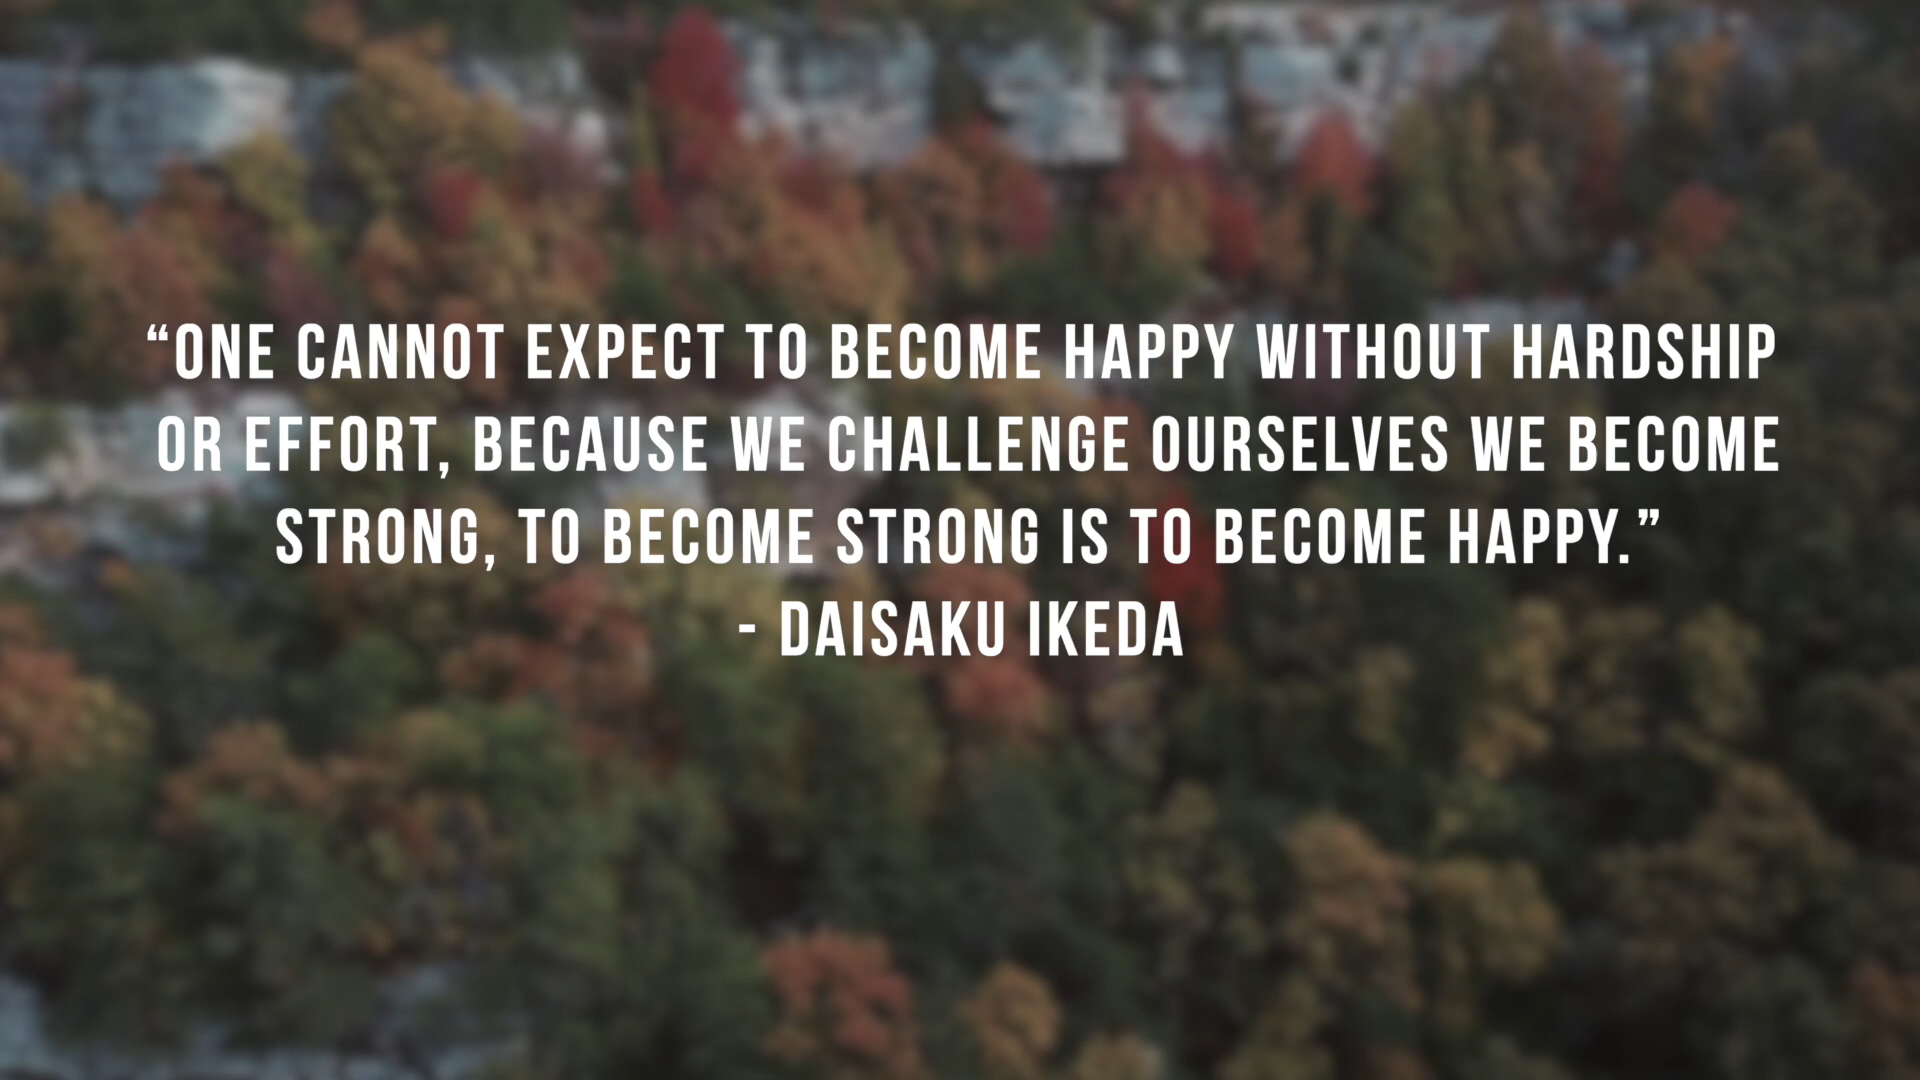 “ONE CANNOT EXPECT TO BECOME HAPPY WITHOUT HARDSHIP
OR EFFORT, BECAUSE WE CHALLENGE OURSELVES WE BECOME
STRONG, TO BECOME STRONG IS TO BECOME HAPPY.”
- DAISAKU IKEDA